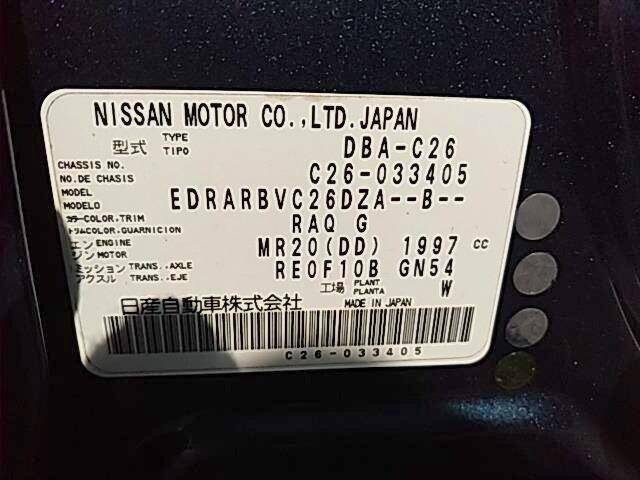 NISSAN MOTOR CO.,LTD.JAPAN
型式 TYPE TIPO DBA-C26
CHASSIS NO. NO.DE CHASIS C26-033405
MODEL MODELO EDRARBVC26DZA--B--
カラー COLOR,TRIM トリム COLOR,GUARNICION RAQ G
エンジン ENGINE MOTOR MR20(DD) 1997 cc
ミッション TRANS.,AXLE アクスル TRANS.,EJE RE0F10B GN54
工場 PLANT PLANTA W
日産自動車株式会社 MADE IN JAPAN
C26-033405